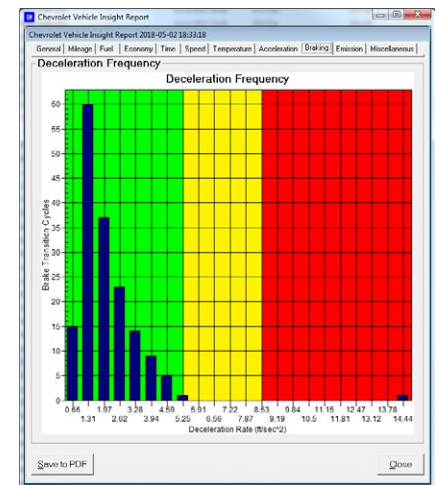 Chevrolet Vehicle Insight Report
Chevrolet Vehicle Insight Report 2018-05-02 18:33:18
General Mileage Fuel Economy Time Speed Temperature Acceleration Braking Emission Miscellaneous
Deceleration Frequency
Deceleration Frequency
Brake Transition Cycles
60
55
50
45
40
35
30
25
20
15
10
5
0
0.66 1.97 3.28 4.59 5.91 7.22 8.53 9.84 11.15 12.47 13.78
1.31 2.62 3.94 5.25 6.56 7.87 9.19 10.5 11.81 13.12 14.44
Deceleration Rate (ft/sec^2)
Save to PDF Close